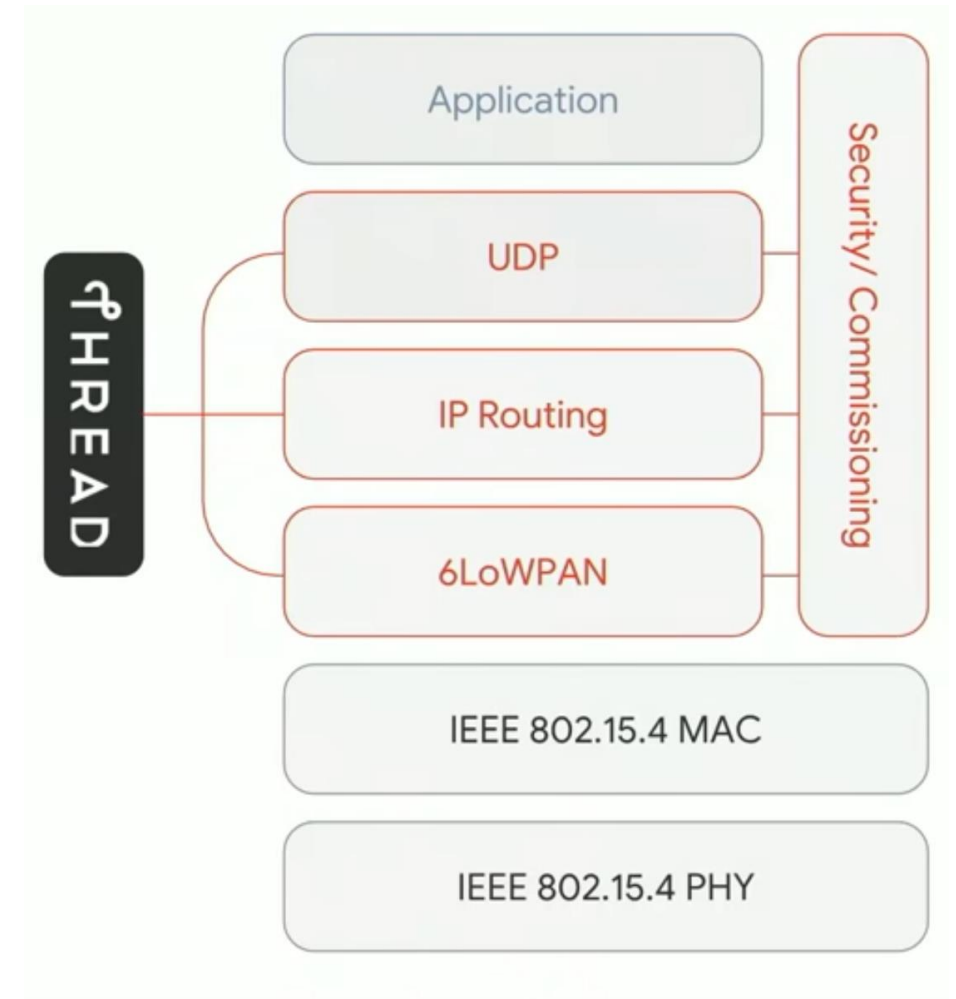 Application
UDP
IP Routing
6LoWPAN
IEEE 802.15.4 MAC
IEEE 802.15.4 PHY
THREAD
Security/ Commissioning